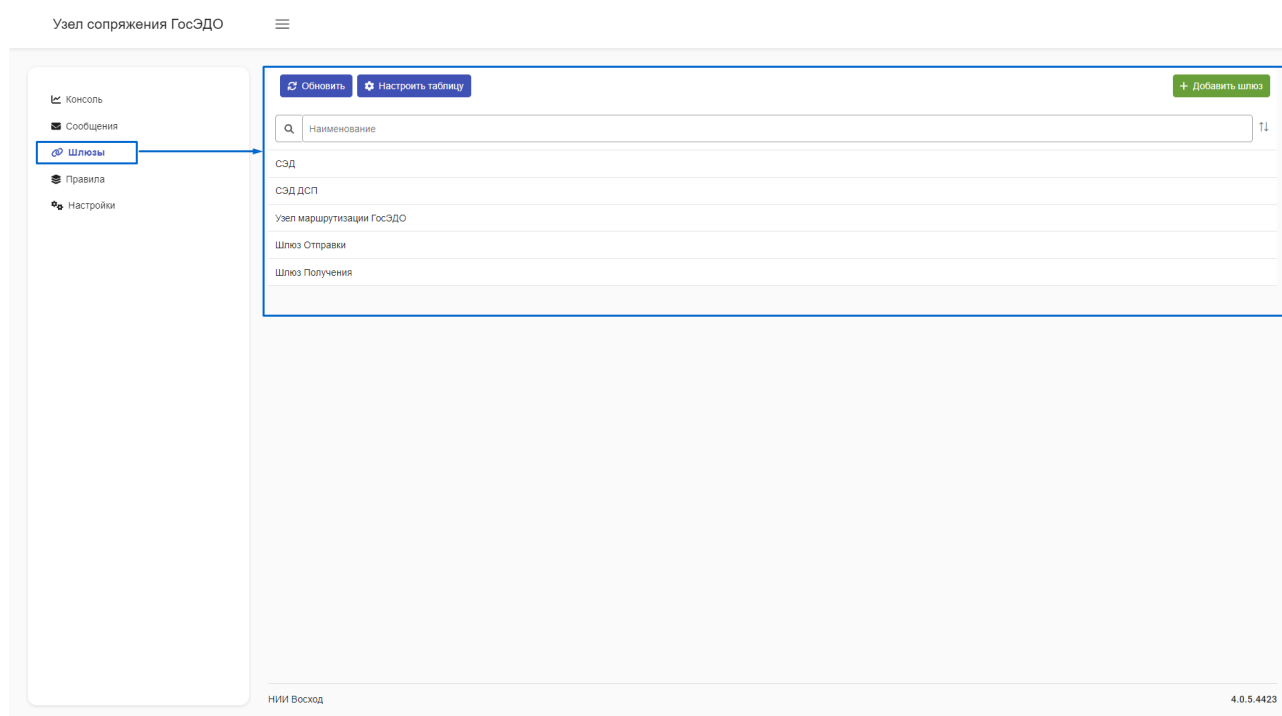 Узел сопряжения ГосЭДО
Консоль
Сообщения
Шлюзы
Правила
Настройки
Обновить
Настроить таблицу
Добавить шлюз
Наименование
СЭД
СЭД ДСП
Узел маршрутизации ГосЭДО
Шлюз Отправки
Шлюз Получения
НИИ Восход
4.0.5.4423